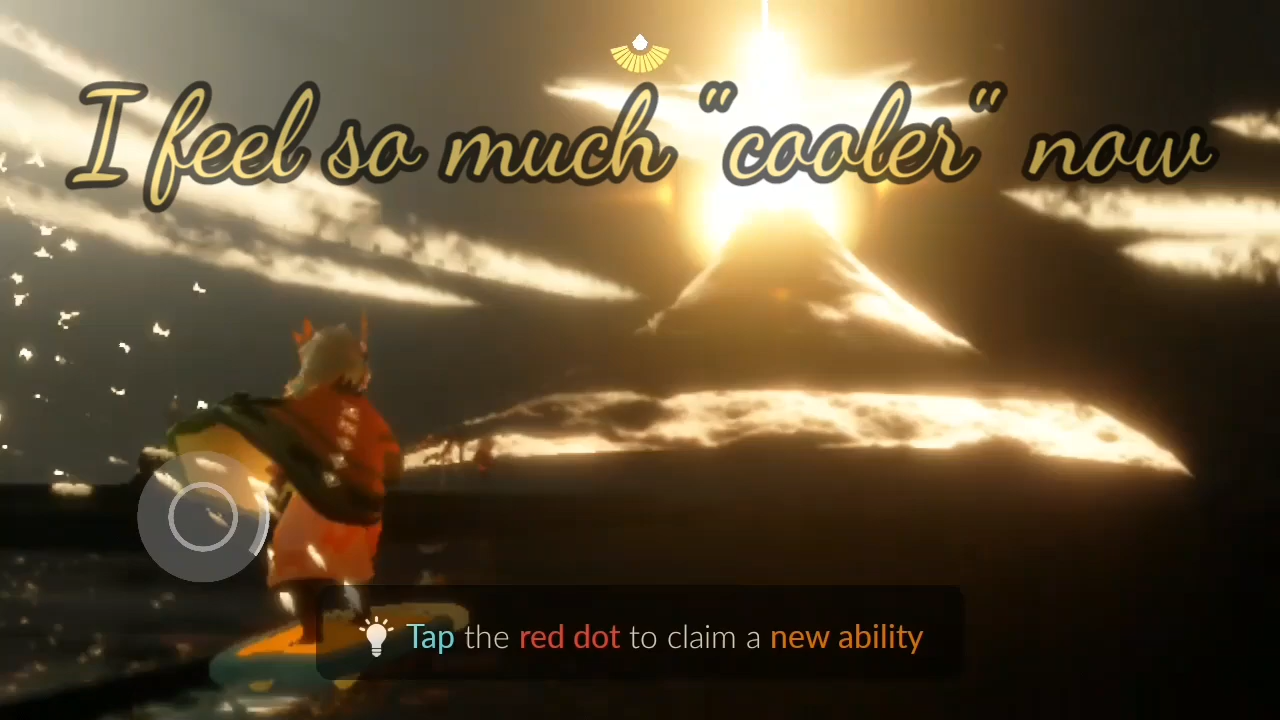 I feel so much “cooler“ now
Tap the red dot to claim a new ability